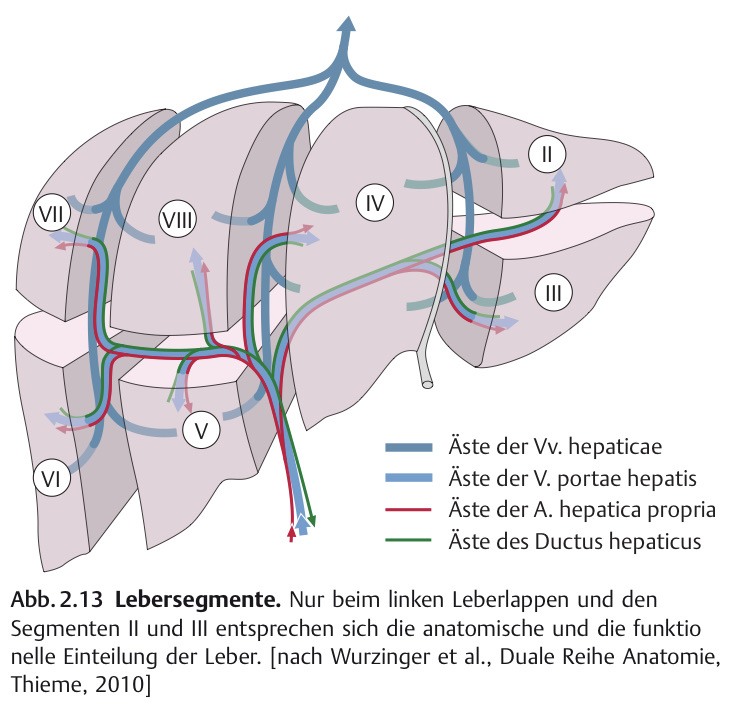 II
VII
VIII
IV
III
V
VI
Äste der Vv. hepaticae
Äste der V. portae hepatis
Äste der A. hepatica propria
Äste des Ductus hepaticus
Abb. 2.13 Lebersegmente. Nur beim linken Leberlappen und den
Segmenten II und III entsprechen sich die anatomische und die funktio
nelle Einteilung der Leber. [nach Wurzinger et al., Duale Reihe Anatomie,
Thieme, 2010]